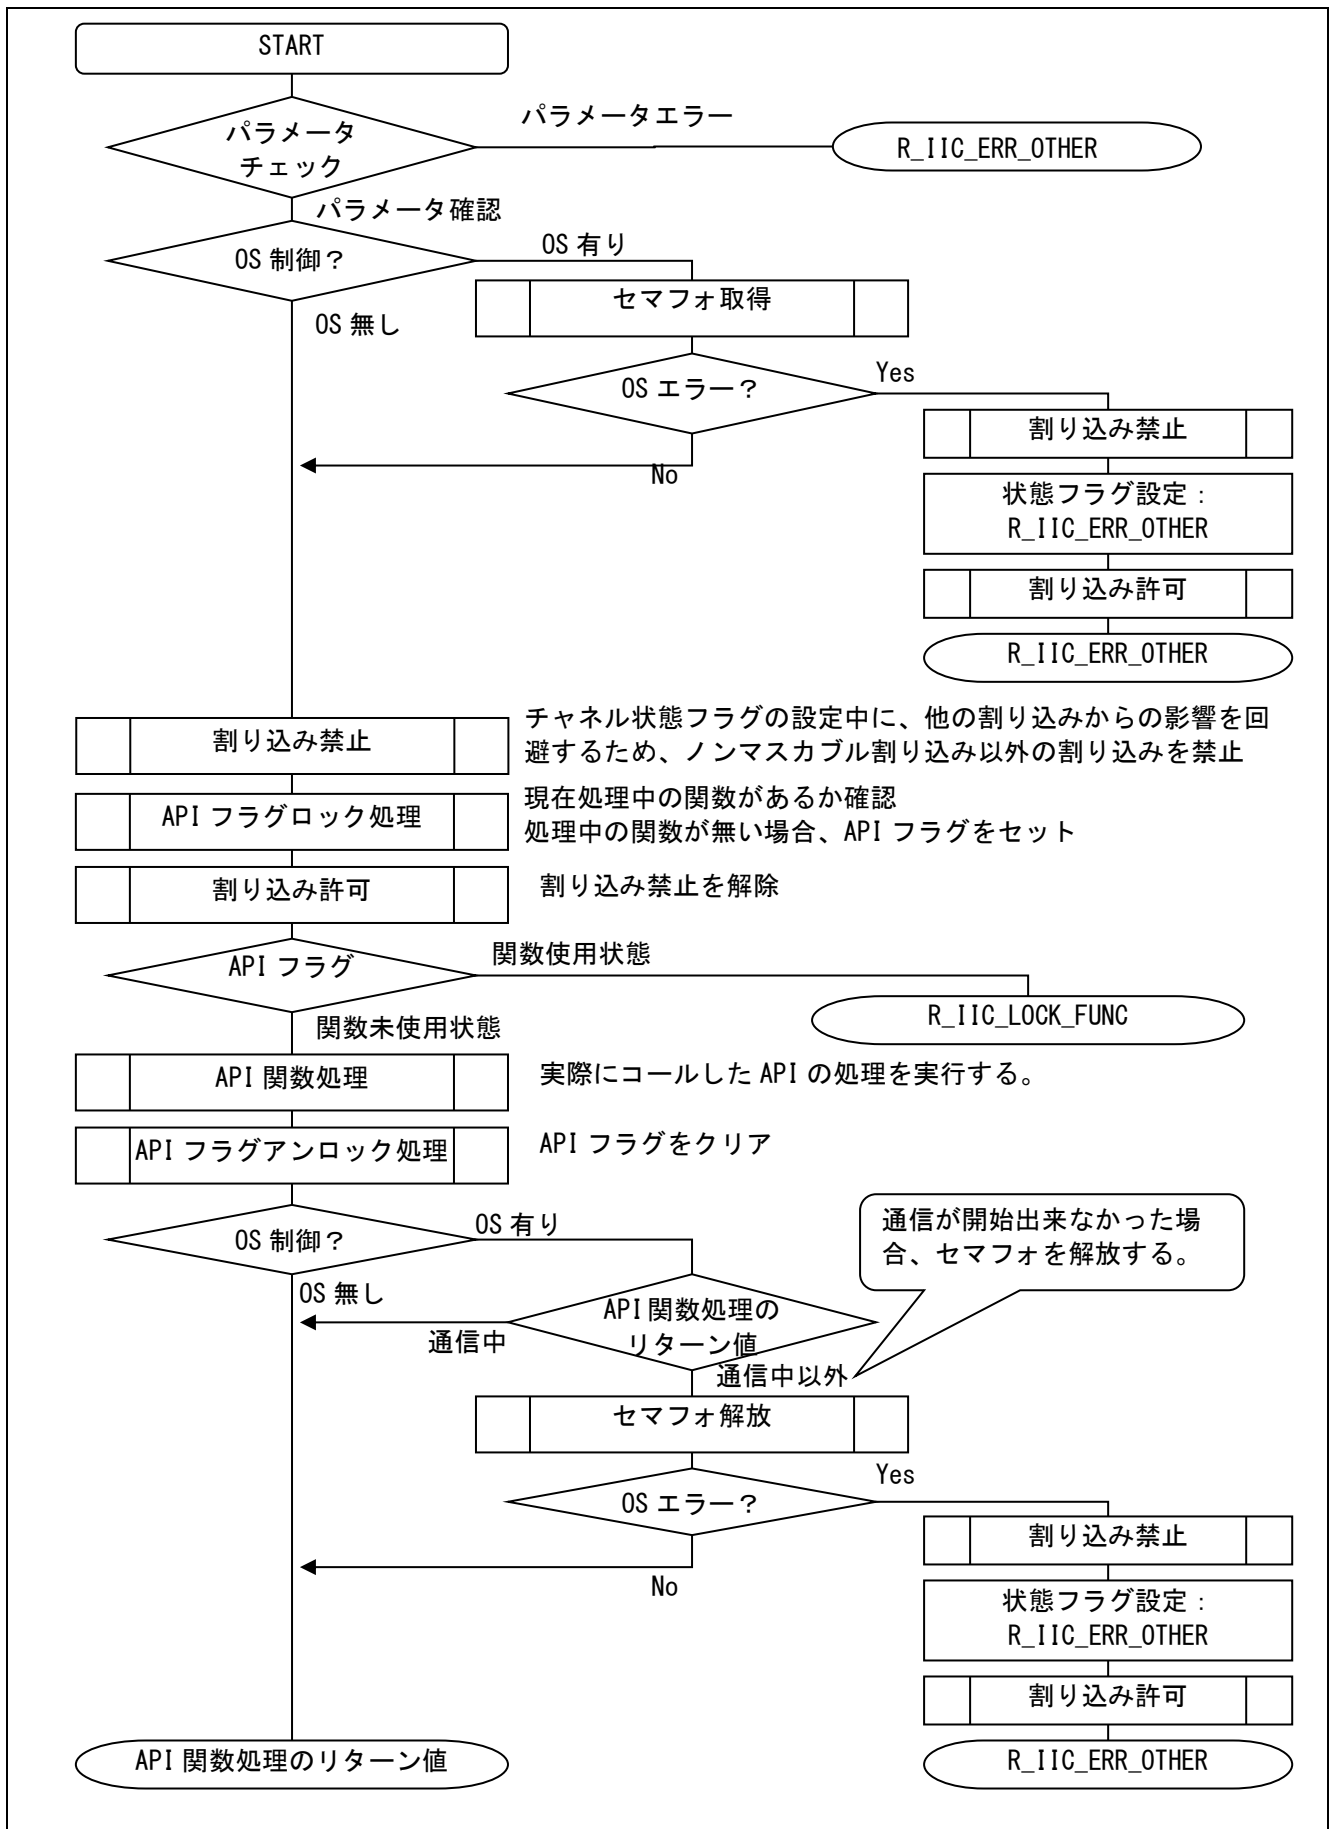 START
パラメータエラー
パラメータ
チェック
R_IIC_ERR_OTHER
パラメータ確認
OS 制御？
OS 有り
セマフォ取得
OS 無し
OS エラー？
Yes
割り込み禁止
No
状態フラグ設定：
R_IIC_ERR_OTHER
割り込み許可
R_IIC_ERR_OTHER
割り込み禁止
チャネル状態フラグの設定中に、他の割り込みからの影響を回
避するため、ノンマスカブル割り込み以外の割り込みを禁止
API フラグロック処理
現在処理中の関数があるか確認
処理中の関数が無い場合、API フラグをセット
割り込み許可
割り込み禁止を解除
API フラグ
関数使用状態
R_IIC_LOCK_FUNC
関数未使用状態
API 関数処理
実際にコールした API の処理を実行する。
API フラグアンロック処理
API フラグをクリア
OS 制御？
OS 有り
通信が開始出来なかった場
合、セマフォを解放する。
OS 無し
API 関数処理の
リターン値
通信中
通信中以外
セマフォ解放
OS エラー？
Yes
割り込み禁止
No
状態フラグ設定：
R_IIC_ERR_OTHER
割り込み許可
API 関数処理のリターン値
R_IIC_ERR_OTHER